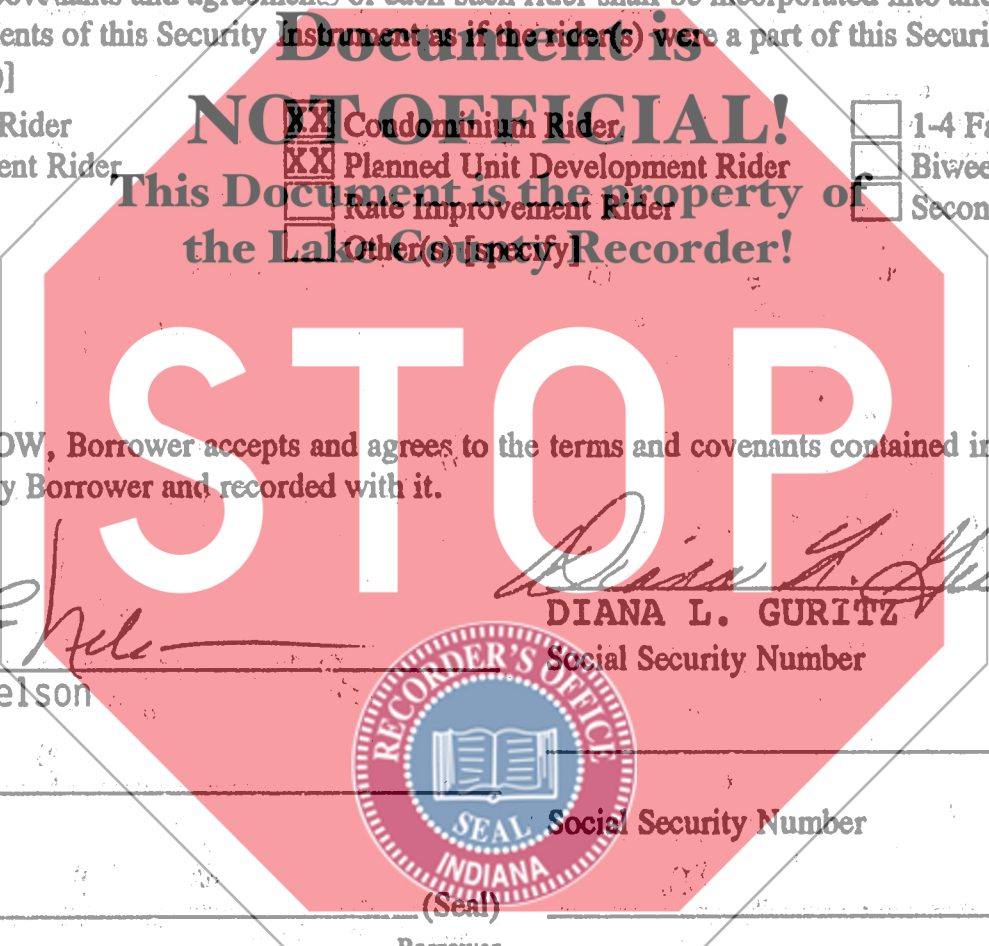 covenants and agreements of each such rider shall be incorporated into and
ents of this Security Instrument as if the rider(s) were a part of this Securi
)]
Document is
NOT OFFICIAL!
This Document is the property of
the Lake County Recorder!
Rider
XX Condominium Rider
1-4 Fa
ent Rider
XX Planned Unit Development Rider
Biwee
Rate Improvement Rider
Secon
Other(s) [specify]
STOP
OW, Borrower accepts and agrees to the terms and covenants contained in
y Borrower and recorded with it.
Diana L.
DIANA L. GURITZ
Social Security Number
elson
RECORDER'S OFFICE
SEAL
INDIANA
Social Security Number
(Seal)
Borrower